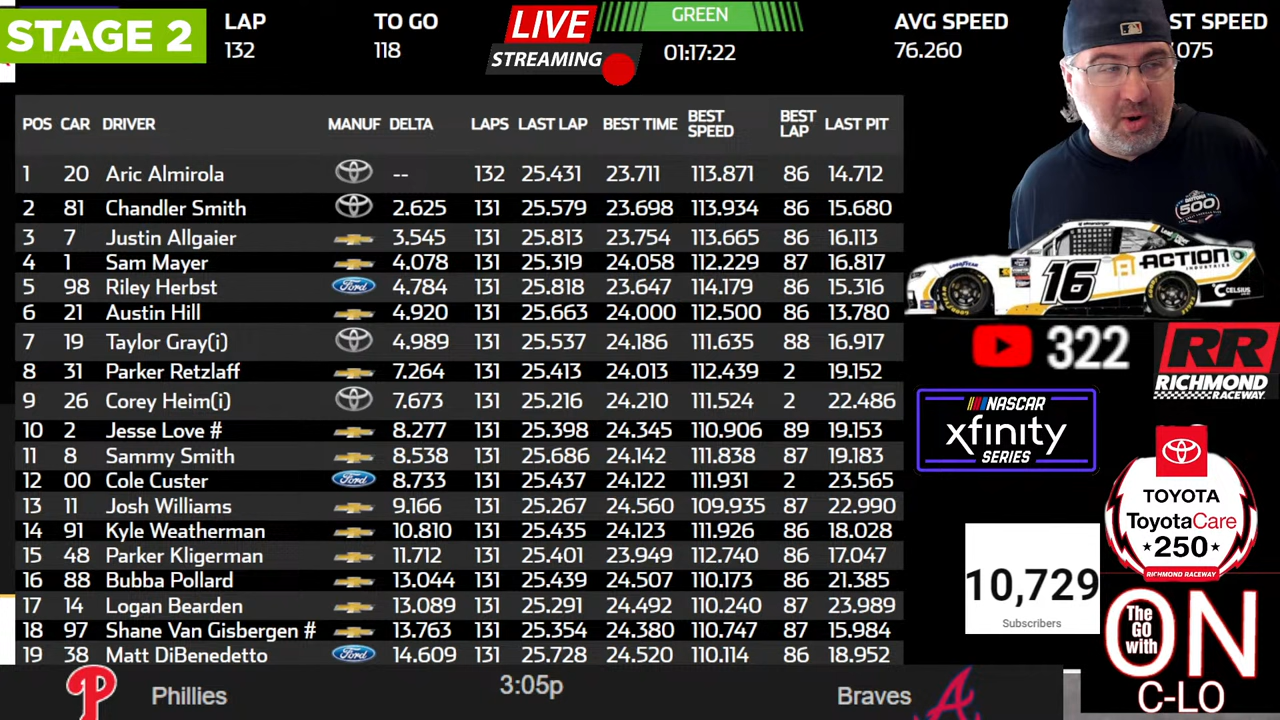 STAGE 2
LAP
132
TO GO
118
LIVE
STREAMING
GREEN
01:17:22
AVG SPEED
76.260
ST SPEED
075
POS CAR DRIVER MANUF DELTA LAPS LAST LAP BEST TIME BEST SPEED BEST LAP LAST PIT
1 20 Aric Almirola -- 132 25.431 23.711 113.871 86 14.712
2 81 Chandler Smith 2.625 131 25.579 23.698 113.934 86 15.680
3 7 Justin Allgaier 3.545 131 25.813 23.754 113.665 86 16.113
4 1 Sam Mayer 4.078 131 25.319 24.058 112.229 87 16.817
5 98 Riley Herbst Ford 4.784 131 25.818 23.647 114.179 86 15.316
6 21 Austin Hill 4.920 131 25.663 24.000 112.500 86 13.780
7 19 Taylor Gray(i) 4.989 131 25.537 24.186 111.635 88 16.917
8 31 Parker Retzlaff 7.264 131 25.413 24.013 112.439 2 19.152
9 26 Corey Heim(i) 7.673 131 25.216 24.210 111.524 2 22.486
10 2 Jesse Love # 8.277 131 25.398 24.345 110.906 89 19.153
11 8 Sammy Smith 8.538 131 25.686 24.142 111.838 87 19.183
12 00 Cole Custer Ford 8.733 131 25.437 24.122 111.931 2 23.565
13 11 Josh Williams 9.166 131 25.267 24.560 109.935 87 22.990
14 91 Kyle Weatherman 10.810 131 25.435 24.123 111.926 86 18.028
15 48 Parker Kligerman 11.712 131 25.401 23.949 112.740 86 17.047
16 88 Bubba Pollard 13.044 131 25.439 24.507 110.173 86 21.385
17 14 Logan Bearden 13.089 131 25.291 24.492 110.240 87 23.989
18 97 Shane Van Gisbergen # 13.763 131 25.354 24.380 110.747 87 15.984
19 38 Matt DiBenedetto Ford 14.609 131 25.728 24.520 110.114 86 18.952
500
16
ACTION
INDUSTRIES
CELSIUS
322
RR
RICHMOND
RACEWAY
NASCAR
xfinity
SERIES
TOYOTA
ToyotaCare
250
RICHMOND RACEWAY
10,729
Subscribers
The
GO
with
ON
C-LO
P
Phillies
3:05p
Braves
A